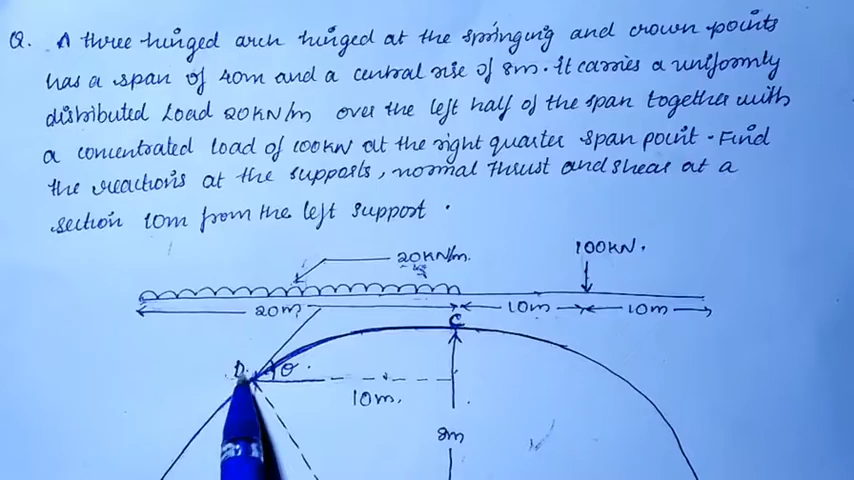 Q. A three hinged arch hinged at the springing and crown points
has a span of 40m and a central rise of 8m. It carries a uniformly
distributed Load 20KN/m over the left half of the span together with
a concentrated load of 100KN at the right quarter span point. Find
the reactions at the supports, normal thrust and shear at a
section 10m from the left support.
20KN/m.
100KN.
20m
10m
10m
C
D
θ
10m.
8m